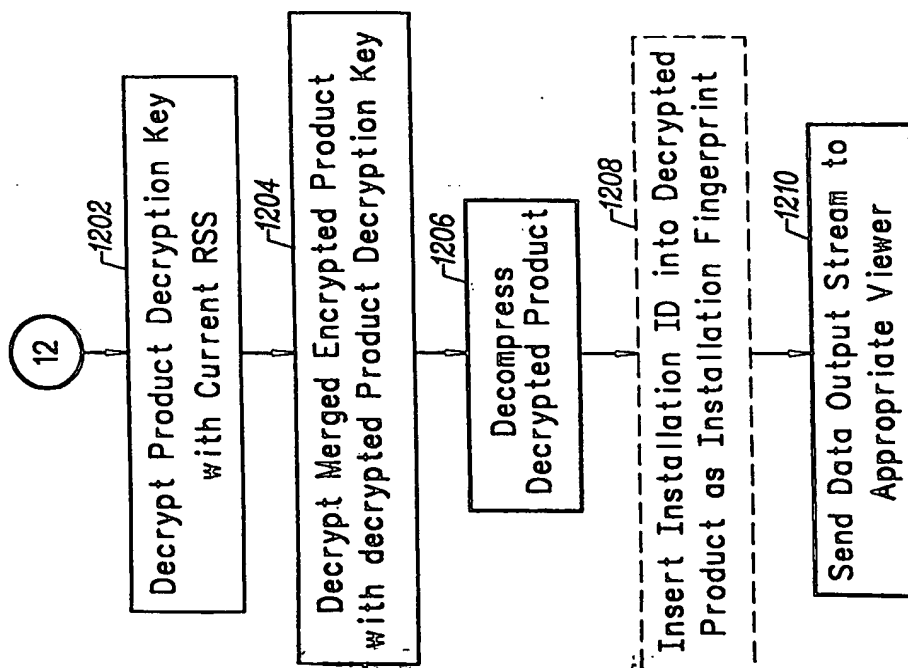 12
1202
Decrypt Product Decryption Key
with Current RSS
1204
Decrypt Merged Encrypted Product
with decrypted Product Decryption Key
1206
Decompress
Decrypted Product
1208
Insert Installation ID into Decrypted
Product as Installation Fingerprint
1210
Send Data Output Stream to
Appropriate Viewer